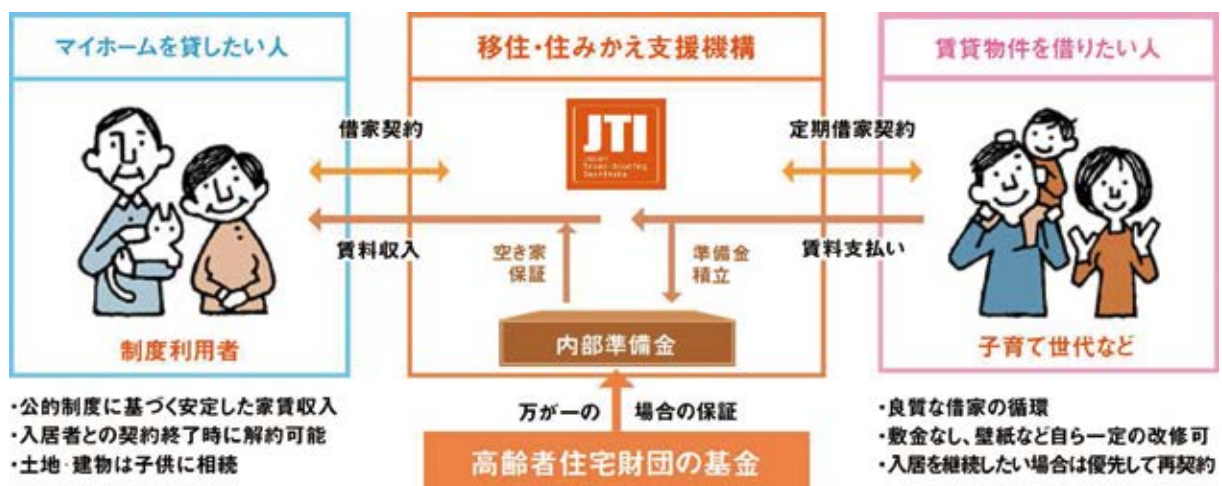 マイホームを貸したい人
借家契約
賃料収入
制度利用者
・公的制度に基づく安定した家賃収入
・入居者との契約終了時に解約可能
・土地・建物は子供に相続
移住・住みかえ支援機構
JTI
空き家
保証
準備金
積立
内部準備金
万が一の 場合の保証
高齢者住宅財団の基金
賃貸物件を借りたい人
定期借家契約
賃料支払い
子育て世代など
・良質な借家の循環
・敷金なし、壁紙など自ら一定の改修可
・入居を継続したい場合は優先して再契約